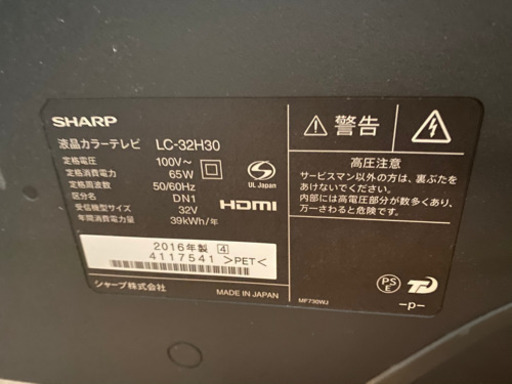 SHARP
液晶カラーテレビ LC-32H30
定格電圧 100V～
定格消費電力 65W
定格周波数 50/60Hz
区分名 DN1
受信機型サイズ 32V
年間消費電力量 39kWh/年
S
UL Japan
HDMI
2016年製 4
4117541 >PET<
シャープ株式会社
MADE IN JAPAN
警告
高圧注意
サービスマン以外の方は、裏ぶたを
あけないでください。
内部には高電圧部分が数多くあり、
万一さわると危険です。
MF730WJ
PS
E
-p-